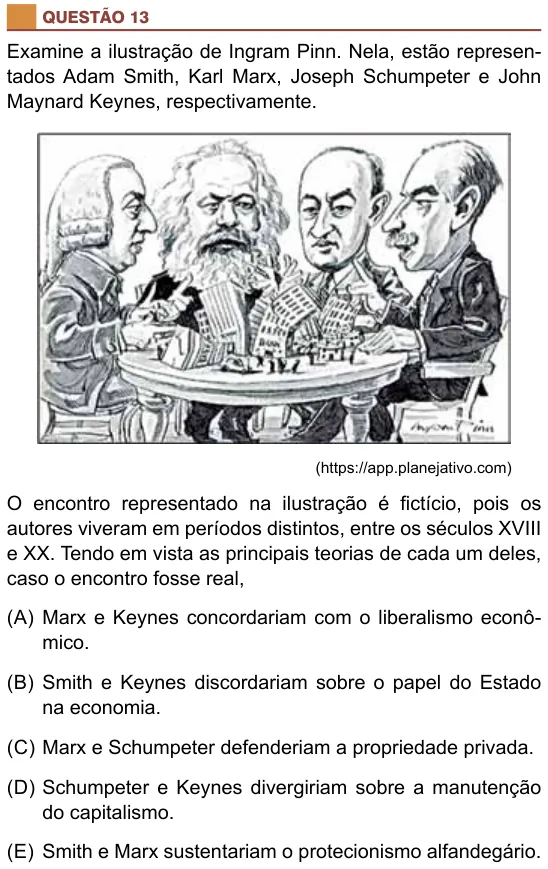 QUESTÃO 13
Examine a ilustração de Ingram Pinn. Nela, estão represen-
tados Adam Smith, Karl Marx, Joseph Schumpeter e John
Maynard Keynes, respectivamente.
BANK
(https://app.planejativo.com)
O encontro representado na ilustração é fictício, pois os
autores viveram em períodos distintos, entre os séculos XVIII
e XX. Tendo em vista as principais teorias de cada um deles,
caso o encontro fosse real,
(A) Marx e Keynes concordariam com o liberalismo econô-
mico.
(B) Smith e Keynes discordariam sobre o papel do Estado
na economia.
(C) Marx e Schumpeter defenderiam a propriedade privada.
(D) Schumpeter e Keynes divergiriam sobre a manutenção
do capitalismo.
(E) Smith e Marx sustentariam o protecionismo alfandegário.